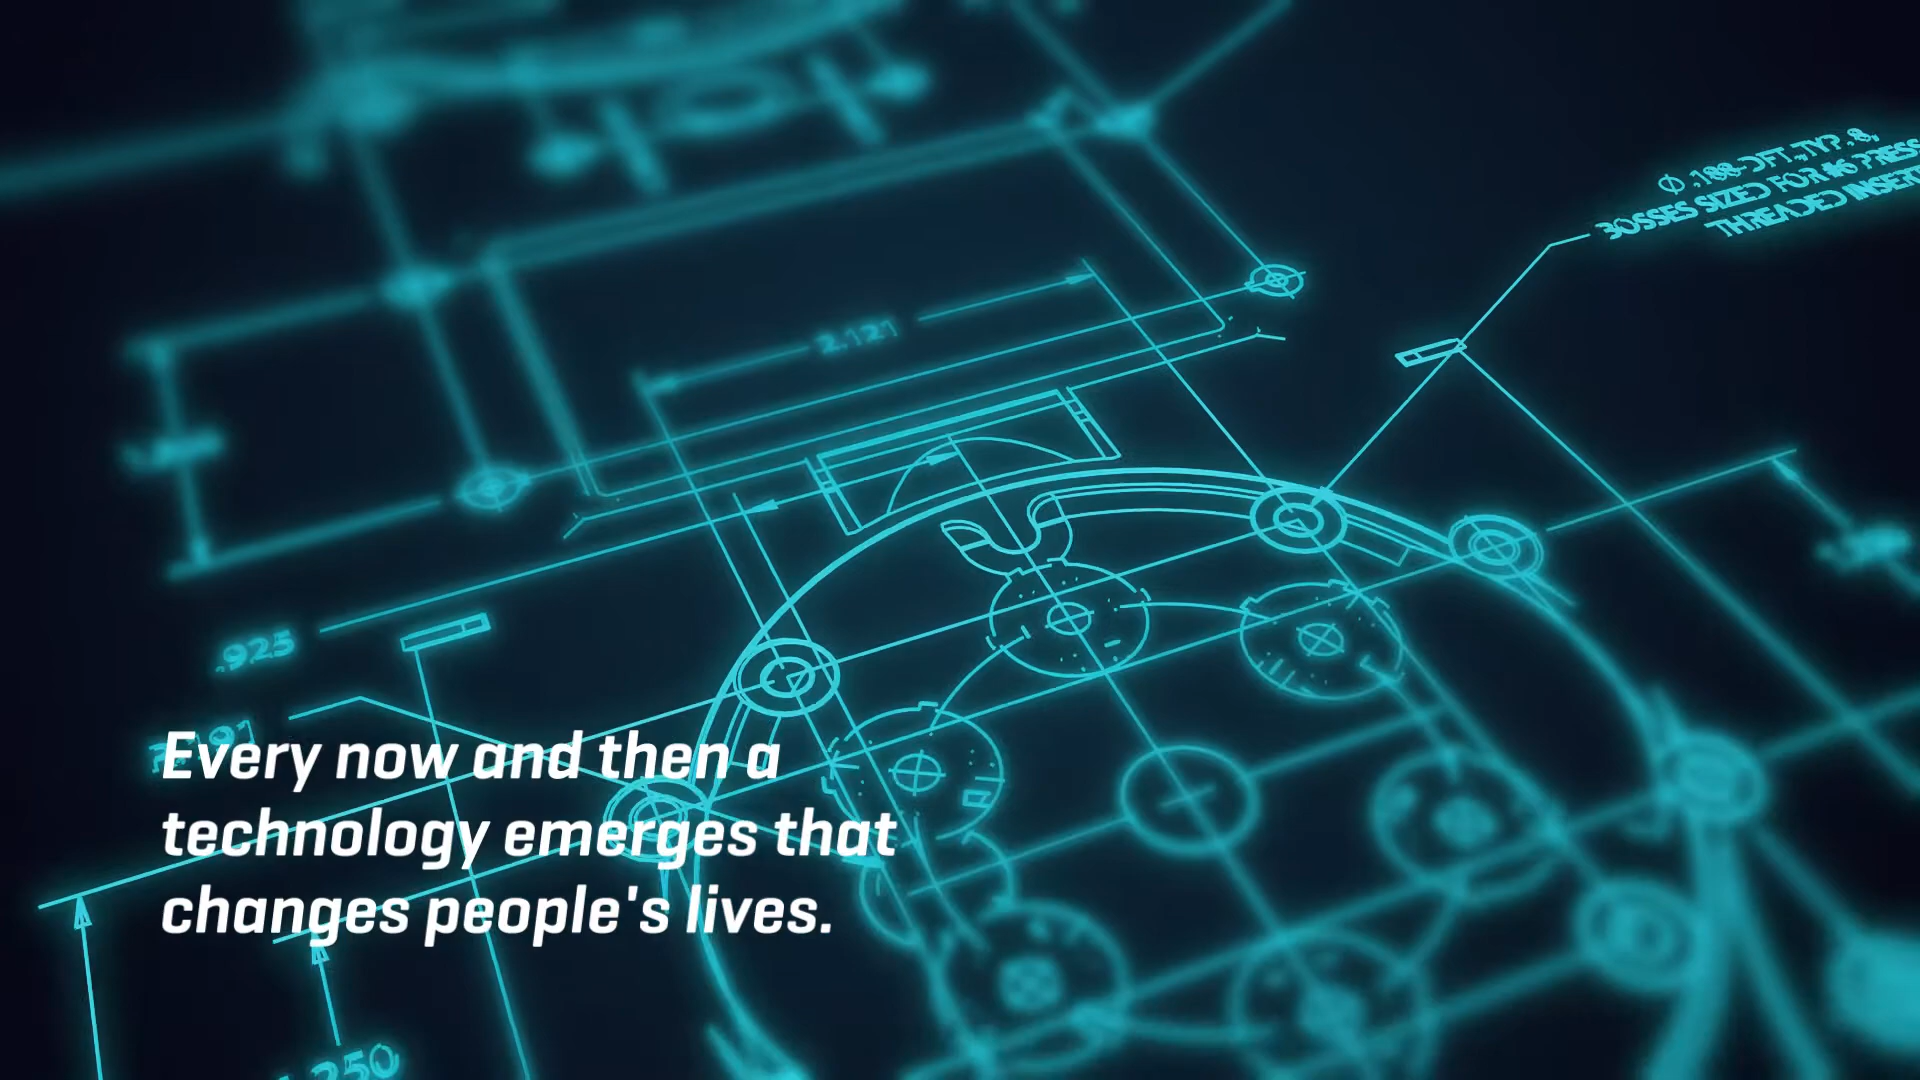 2.121
.925
.250
Every now and then a
technology emerges that
changes people's lives.
BOSSES SIZED FOR #6 PRESS
THREADED INSERT